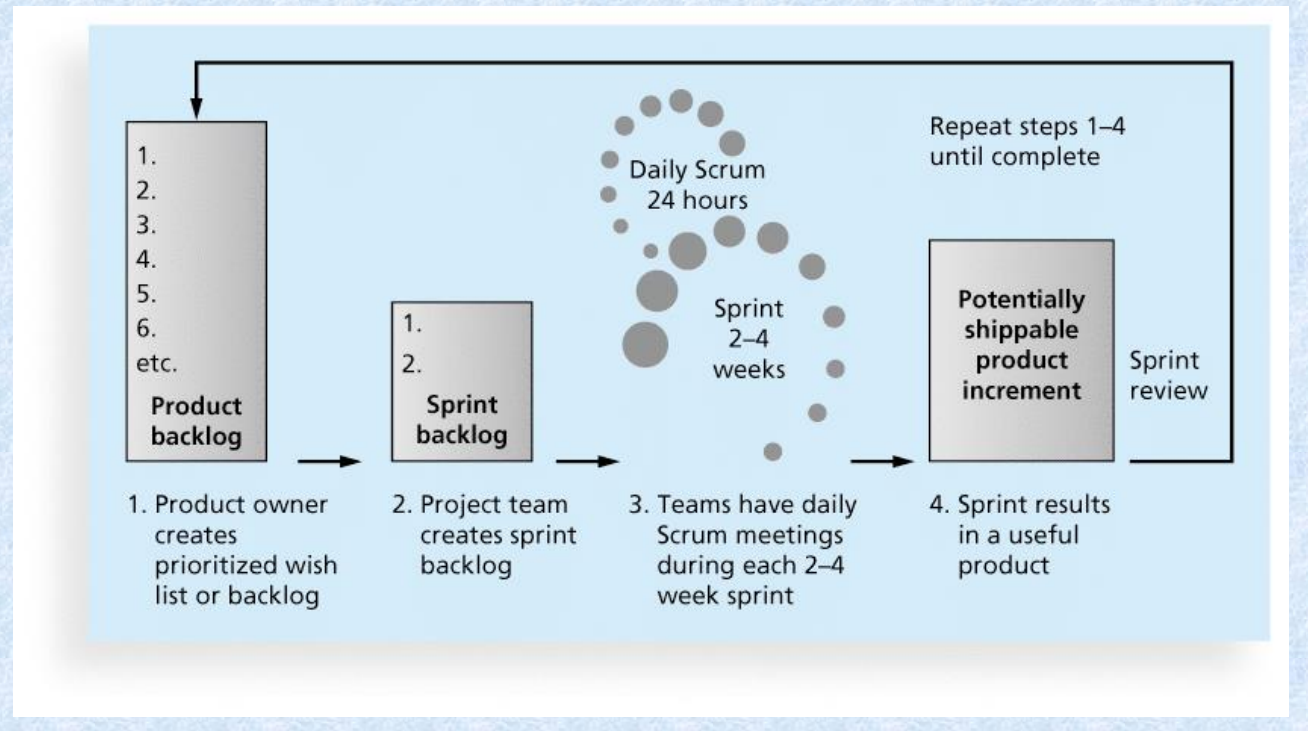 1.
2.
3.
4.
5.
6.
etc.
Product
backlog
1.
2.
Sprint
backlog
Daily Scrum
24 hours
Sprint
2–4
weeks
Repeat steps 1–4
until complete
Potentially
shippable
product
increment
Sprint
review
1. Product owner
creates
prioritized wish
list or backlog
2. Project team
creates sprint
backlog
3. Teams have daily
Scrum meetings
during each 2–4
week sprint
4. Sprint results
in a useful
product